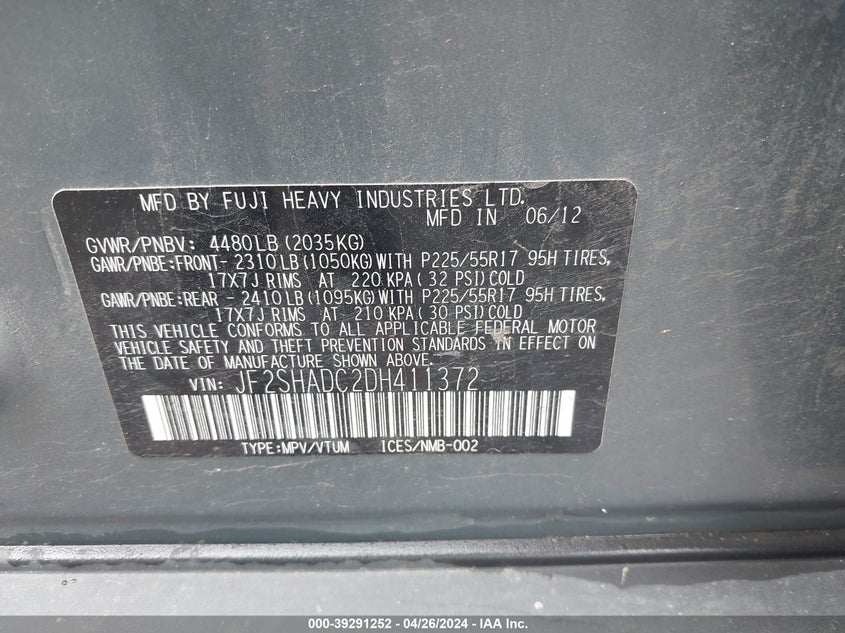 MFD BY FUJI HEAVY INDUSTRIES LTD.
MFD IN 06/12
GVWR/PNBV: 4480LB (2035KG)
GAWR/PNBE:FRONT- 2310LB (1050KG) WITH P225/55R17 95H TIRES,
17X7J RIMS AT 220 KPA ( 32 PSI) COLD
GAWR/PNBE:REAR - 2410LB (1095KG) WITH P225/55R17 95H TIRES,
17X7J RIMS AT 210 KPA ( 30 PSI) COLD
THIS VEHICLE CONFORMS TO ALL APPLICABLE FEDERAL MOTOR
VEHICLE SAFETY AND THEFT PREVENTION STANDARDS IN EFFECT ON
THE DATE OF MANUFACTURE SHOWN ABOVE.
VIN: JF2SHADC2DH411372
TYPE:MPV/VTUM ICES/NMB-002
000-39291252 - 04/26/2024 - IAA Inc.